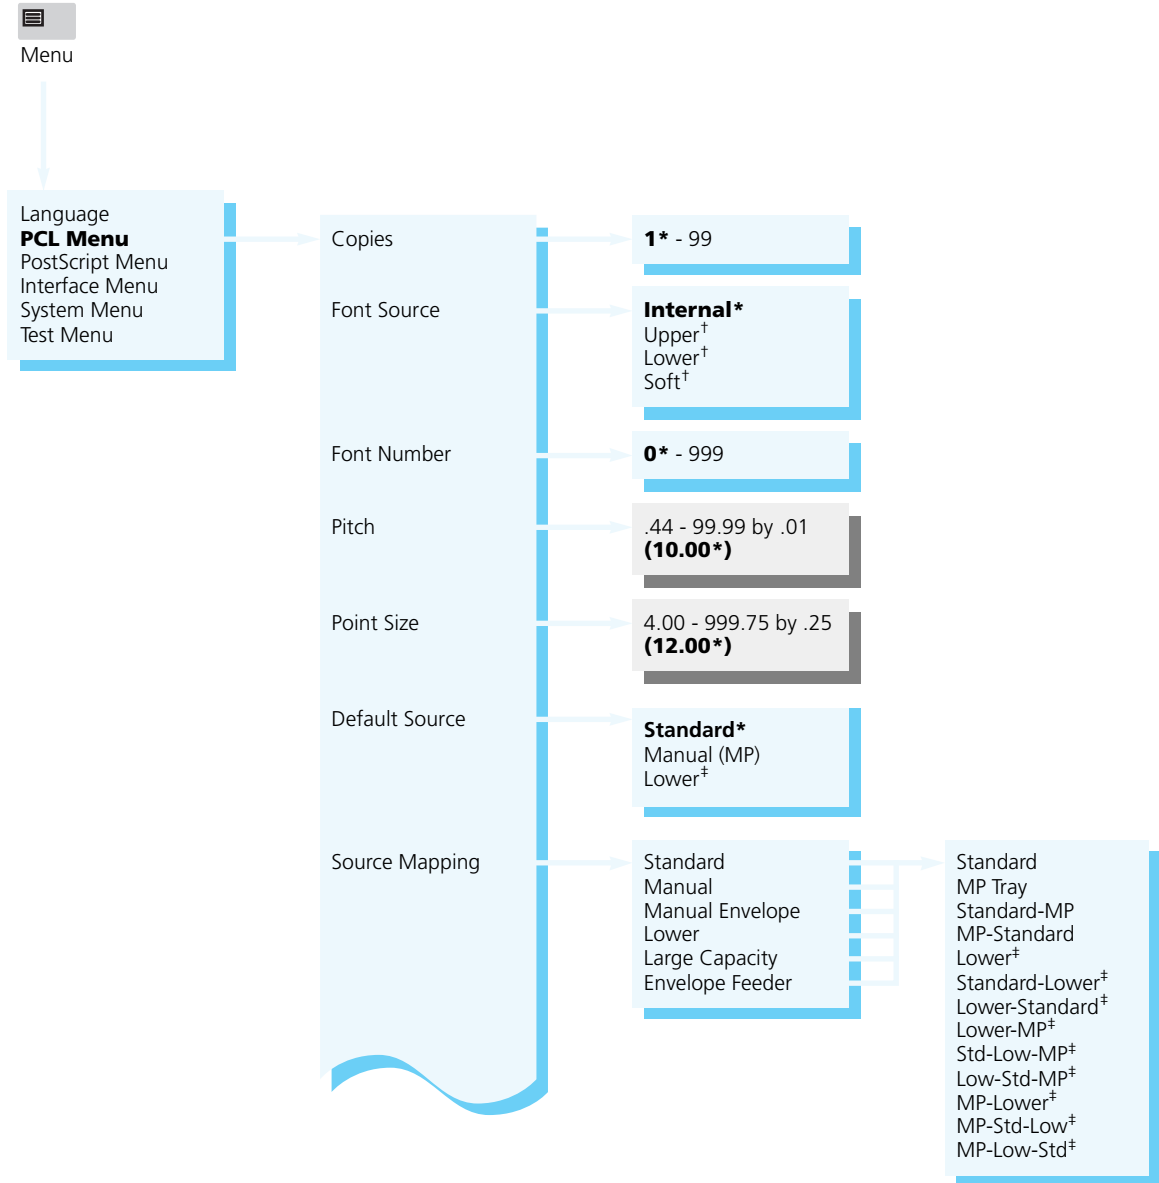 Menu
Language
PCL Menu
PostScript Menu
Interface Menu
System Menu
Test Menu
Copies
1* - 99
Font Source
Internal*
Upper†
Lower†
Soft†
Font Number
0* - 999
Pitch
.44 - 99.99 by .01
(10.00*)
Point Size
4.00 - 999.75 by .25
(12.00*)
Default Source
Standard*
Manual (MP)
Lower‡
Source Mapping
Standard
Manual
Manual Envelope
Lower
Large Capacity
Envelope Feeder
Standard
MP Tray
Standard-MP
MP-Standard
Lower‡
Standard-Lower‡
Lower-Standard‡
Lower-MP‡
Std-Low-MP‡
Low-Std-MP‡
MP-Lower‡
MP-Std-Low‡
MP-Low-Std‡